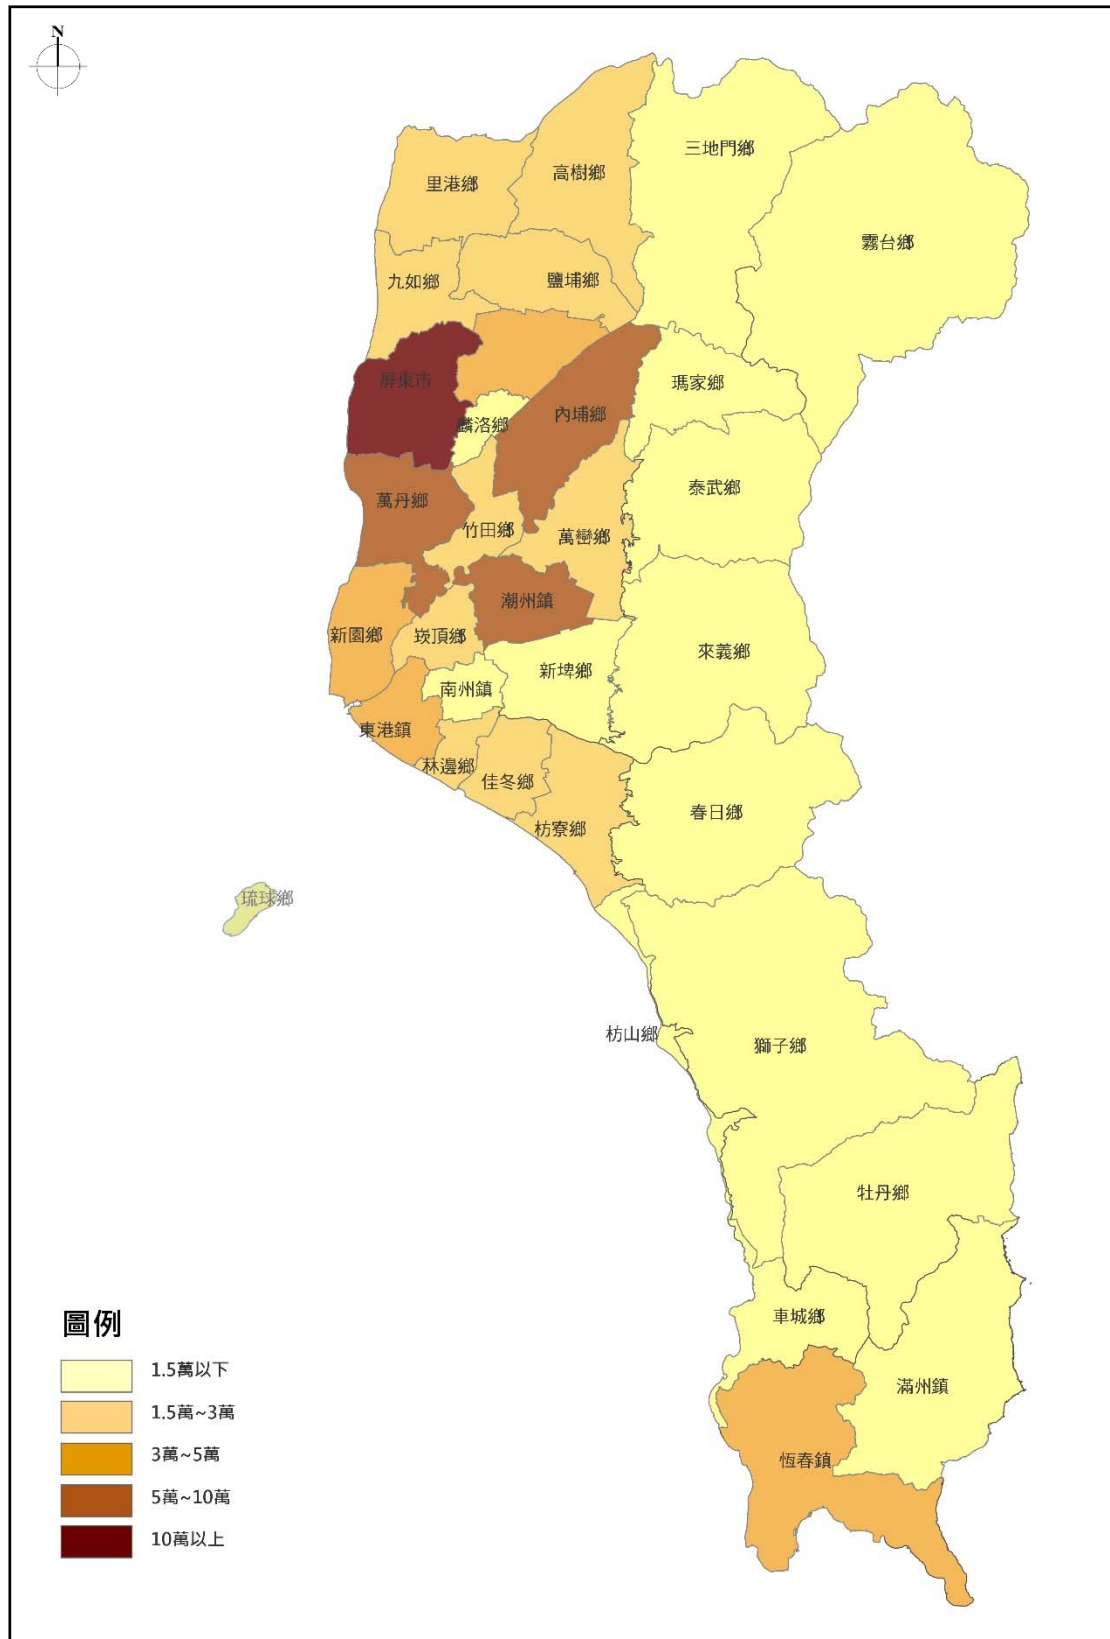 N
三地門鄉
高樹鄉
里港鄉
霧台鄉
九如鄉
鹽埔鄉
屏東市
瑪家鄉
內埔鄉
麟洛鄉
泰武鄉
萬丹鄉
竹田鄉
萬巒鄉
潮州鎮
新園鄉
崁頂鄉
來義鄉
新埤鄉
南州鎮
東港鎮
林邊鄉
佳冬鄉
春日鄉
枋寮鄉
琉球鄉
枋山鄉
獅子鄉
牡丹鄉
車城鄉
滿州鎮
恆春鎮
圖例
1.5萬以下
1.5萬~3萬
3萬~5萬
5萬~10萬
10萬以上